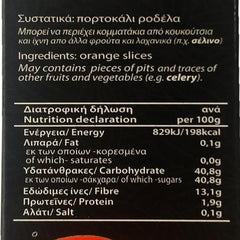 Συστατικά: πορτοκάλι ροδέλα
Μπορεί να περιέχει κομματάκια από κουκούτσια
και ίχνη απο άλλα φρούτα και λαχανικά (π.χ. σέλινο)
Ingredients: orange slices
May contains pieces of pits and traces of
other fruits and vegetables (e.g. celery).
Διατροφική δήλωση ανά
Nutrition declaration per 100g
Ενέργεια/ Energy 829kJ/198kcal
Λιπαρά/ Fat 0,1g
εκ των οποίων -κορεσμένα
of which- saturates 0,0g
Υδατάνθρακες/ Carbohydrate 40,8g
εκ των οποίων -σάκχαρα/ of which -sugars 40,8g
Εδώδιμες ίνες/ Fibre 13,1g
Πρωτεΐνες/ Protein 1,9g
Αλάτι/ Salt 0,1g